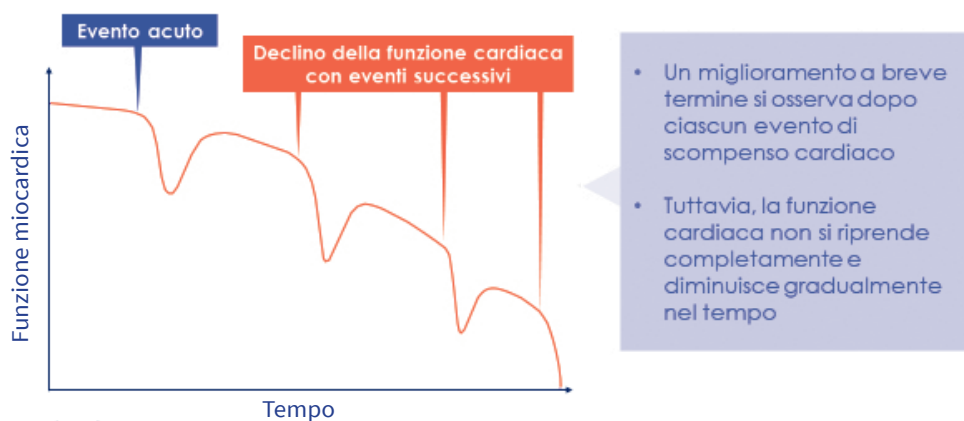 Evento acuto
Declino della funzione cardiaca
con eventi successivi
Funzione miocardica
Tempo
• Un miglioramento a breve
termine si osserva dopo
ciascun evento di
scompenso cardiaco
• Tuttavia, la funzione
cardiaca non si riprende
completamente e
diminuisce gradualmente
nel tempo